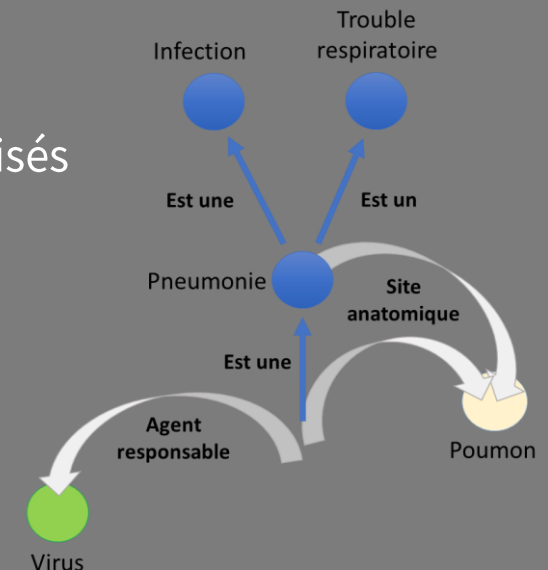 Trouble
Infection
respiratoire
isés
Est une
Est un
Pneumonie
Site
anatomique
Est une
Agent
responsable
Poumon
Virus